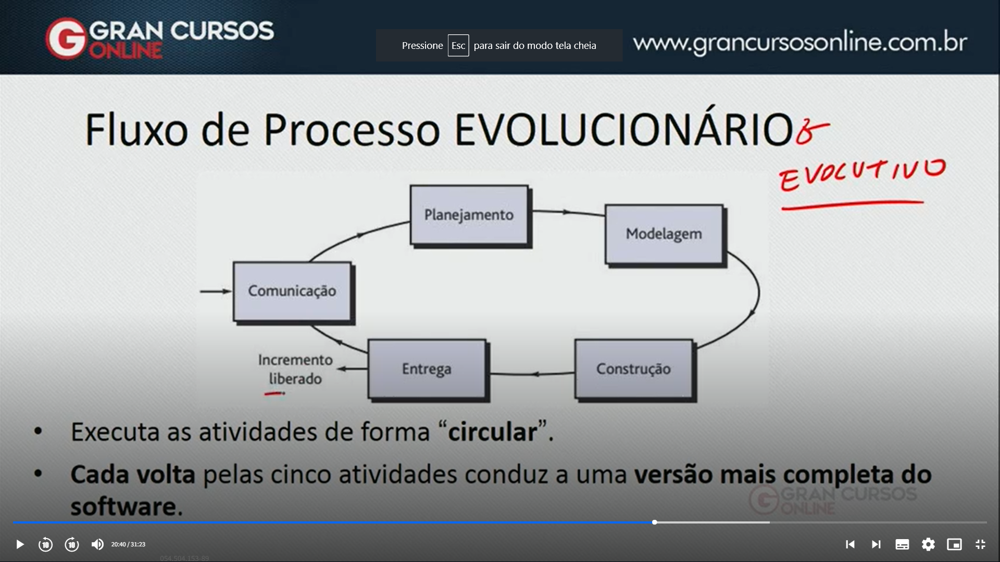 GRAN CURSOS
ONLINE
Pressione Esc para sair do modo tela cheia
www.grancursosonline.com.br
Fluxo de Processo EVOLUCIONÁRIO
EVOLUTIVO
Planejamento
Modelagem
Comunicação
Incremento
liberado
Entrega
Construção
• Executa as atividades de forma “circular”.
• Cada volta pelas cinco atividades conduz a uma versão mais completa do
software.
GRAN CURSOS
ONLINE
10
10
20:40 / 31:23
054.504.153-89